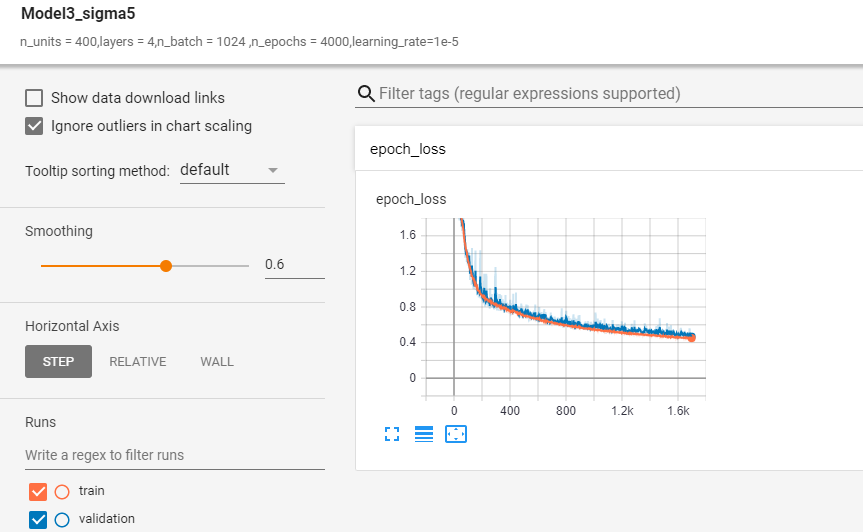 Model3_sigma5
n_units = 400,layers = 4,n_batch = 1024 ,n_epochs = 4000,learning_rate=1e-5
Show data download links
Ignore outliers in chart scaling
Tooltip sorting method: default
Smoothing
0.6
Horizontal Axis
STEP RELATIVE WALL
Runs
Write a regex to filter runs
train
validation
Filter tags (regular expressions supported)
epoch_loss
epoch_loss
1.6
1.2
0.8
0.4
0
0 400 800 1.2k 1.6k